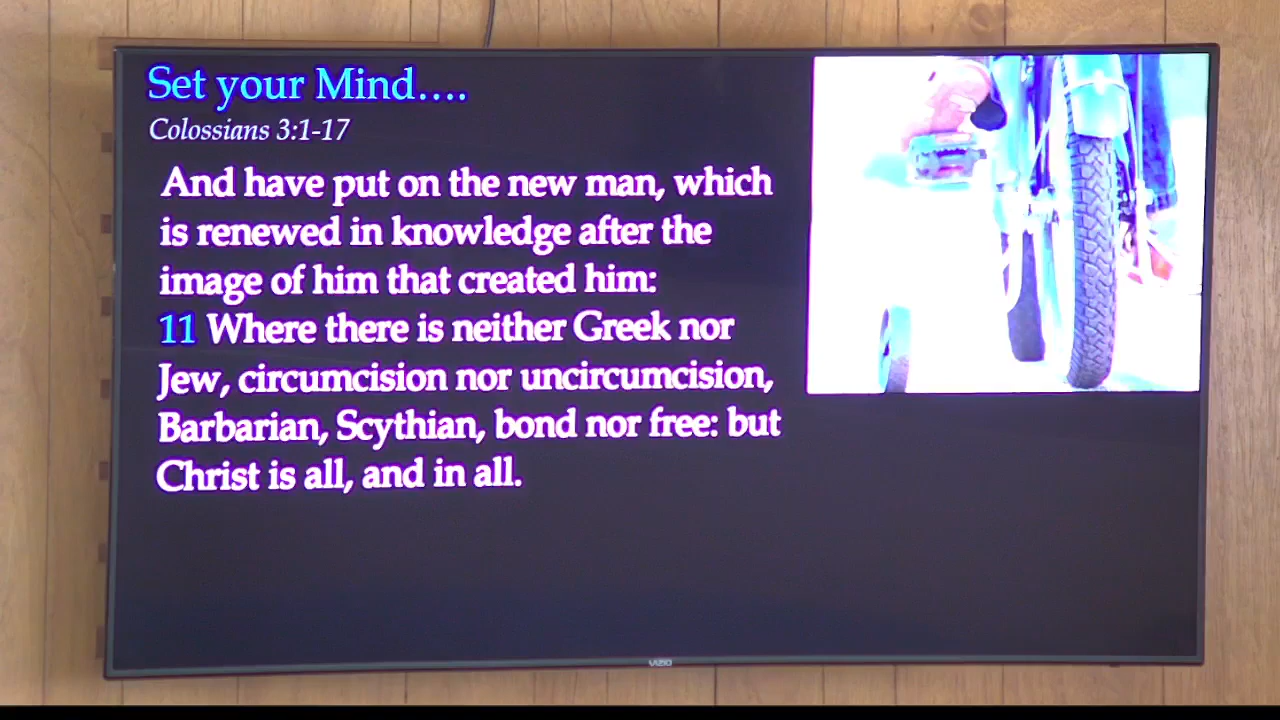 Set your Mind....
Colossians 3:1-17
And have put on the new man, which
is renewed in knowledge after the
image of him that created him:
11 Where there is neither Greek nor
Jew, circumcision nor uncircumcision,
Barbarian, Scythian, bond nor free: but
Christ is all, and in all.
VIZIO